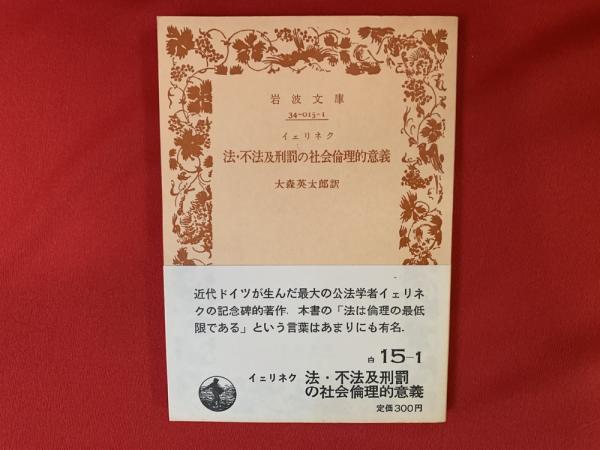 岩波文庫
34-015-1
イェリネク
法・不法及刑罰の社会倫理的意義
大森英太郎訳
近代ドイツが生んだ最大の公法学者イェリネ
クの記念碑的著作．本書の「法は倫理の最低
限である」という言葉はあまりにも有名．
白 15-1
イェリネク 法・不法及刑罰
の社会倫理的意義
定価300円